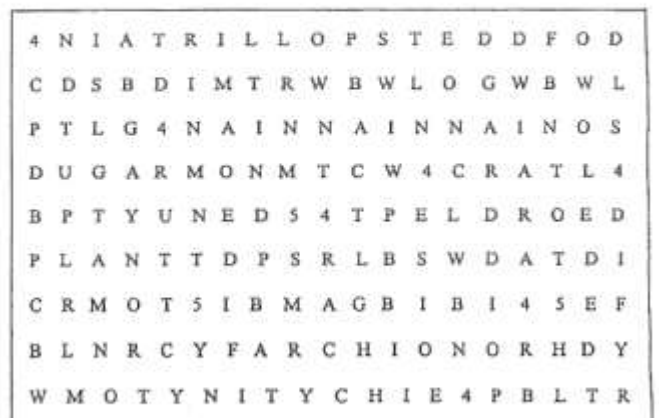 4 N I A T R I L L O P S T E D D F O D
C D S B D I M T R W B W L O G W B W L
P T L G 4 N A I N N A I N N A I N O S
D U G A R M O N M T C W 4 C R A T L 4
B P T Y U N E D 5 4 T P E L D R O E D
P L A N T T D P S R L B S W D A T D I
C R M O T 5 I B M A G B I B I 4 5 E F
B L N R C Y F A R C H I O N O R H D Y
W M O T Y N I T Y C H I E 4 P B L T R